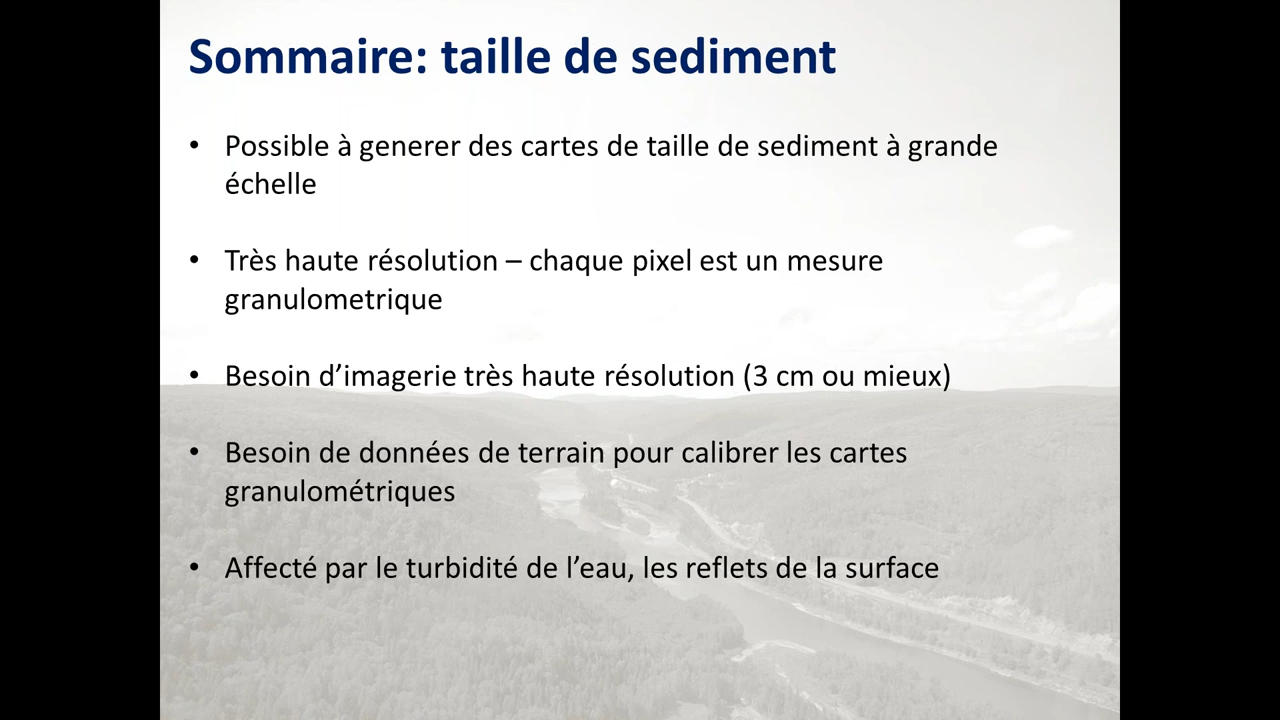 Sommaire: taille de sediment
• Possible à generer des cartes de taille de sediment à grande
échelle
• Très haute résolution – chaque pixel est un mesure
granulometrique
• Besoin d’imagerie très haute résolution (3 cm ou mieux)
• Besoin de données de terrain pour calibrer les cartes
granulométriques
• Affecté par le turbidité de l’eau, les reflets de la surface